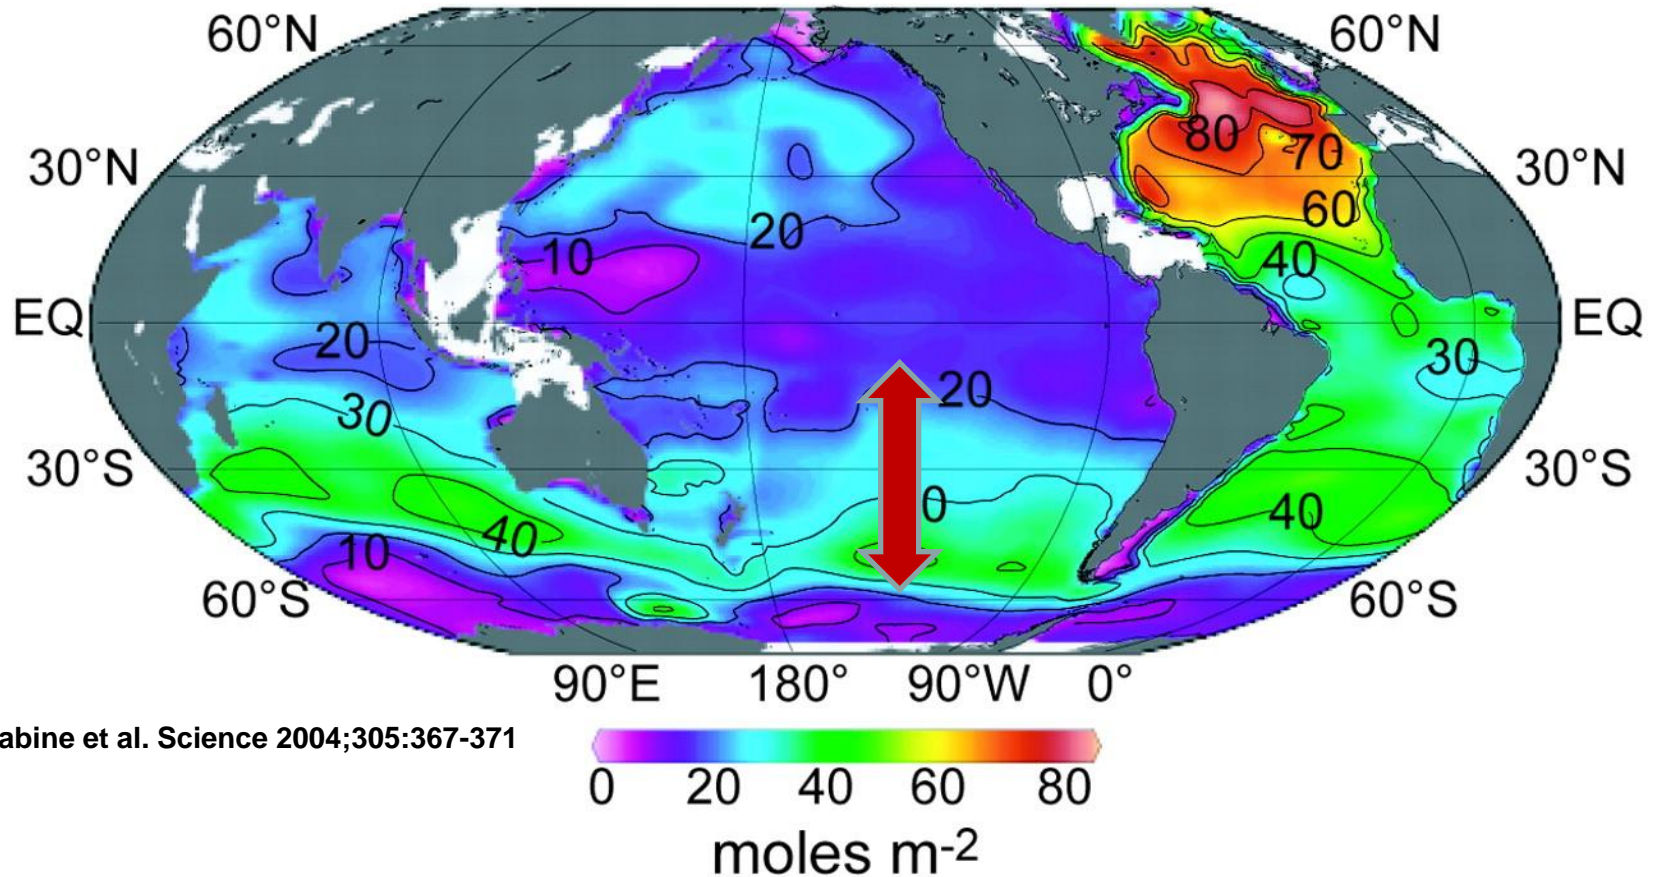 60°N 60°N
80
70
30°N 30°N
60
20
10 40
EQ EQ
20 30
20
30
30°S 30°S
0
40 40
10
60°S 60°S
90°E 180° 90°W 0°
abine et al. Science 2004;305:367-371
0 20 40 60 80
moles m-2